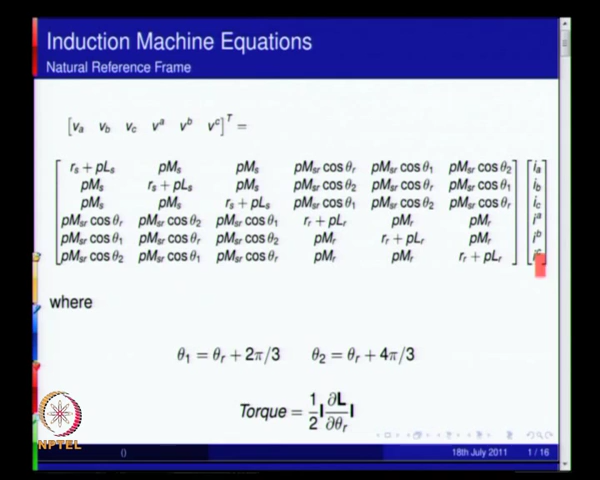 Induction Machine Equations
Natural Reference Frame
[v_a v_b v_c v^a v^b v^c]^T =
r_s + pL_s pM_s pM_s pM_sr cos θ_r pM_sr cos θ_1 pM_sr cos θ_2 i_a
pM_s r_s + pL_s pM_s pM_sr cos θ_2 pM_sr cos θ_r pM_sr cos θ_1 i_b
pM_s pM_s r_s + pL_s pM_sr cos θ_1 pM_sr cos θ_2 pM_sr cos θ_r i_c
pM_sr cos θ_r pM_sr cos θ_2 pM_sr cos θ_1 r_r + pL_r pM_r pM_r i^a
pM_sr cos θ_1 pM_sr cos θ_r pM_sr cos θ_2 pM_r r_r + pL_r pM_r i^b
pM_sr cos θ_2 pM_sr cos θ_1 pM_sr cos θ_r pM_r pM_r r_r + pL_r i^c
where
θ_1 = θ_r + 2π/3 θ_2 = θ_r + 4π/3
Torque = 1/2 I ∂L/∂θ_r I
NPTEL
() 18th July 2011 1 / 16